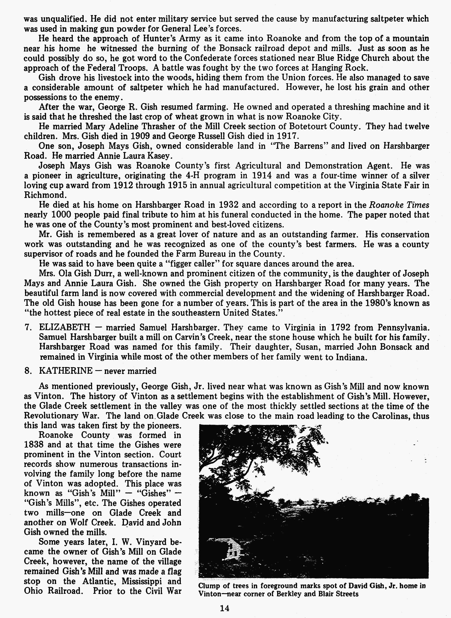 was unqualified. He did not enter military service but served the cause by manufacturing saltpeter which
was used in making gun powder for General Lee's forces.
He heard the approach of Hunter's Army as it came into Roanoke and from the top of a mountain
near his home he witnessed the burning of the Bonsack railroad depot and mills. Just as soon as he
could possibly do so, he got word to the Confederate forces stationed near Blue Ridge Church about the
approach of the Federal Troops. A battle was fought by the two forces at Hanging Rock.
Gish drove his livestock into the woods, hiding them from the Union forces. He also managed to save
a considerable amount of saltpeter which he had manufactured. However, he lost his grain and other
possessions to the enemy.
After the war, George R. Gish resumed farming. He owned and operated a threshing machine and it
is said that he threshed the last crop of wheat grown in what is now Roanoke City.
He married Mary Adeline Thrasher of the Mill Creek section of Botetourt County. They had twelve
children. Mrs. Gish died in 1909 and George Russell Gish died in 1917.
One son, Joseph Mays Gish, owned considerable land in "The Barrens" and lived on Harshbarger
Road. He married Annie Laura Kasey.
Joseph Mays Gish was Roanoke County's first Agricultural and Demonstration Agent. He was
a pioneer in agriculture, originating the 4-H program in 1914 and was a four-time winner of a silver
loving cup award from 1912 through 1915 in annual agricultural competition at the Virginia State Fair in
Richmond.
He died at his home on Harshbarger Road in 1932 and according to a report in the Roanoke Times
nearly 1000 people paid final tribute to him at his funeral conducted in the home. The paper noted that
he was one of the County's most prominent and best-loved citizens.
Mr. Gish is remembered as a great lover of nature and as an outstanding farmer. His conservation
work was outstanding and he was recognized as one of the county's best farmers. He was a county
supervisor of roads and he founded the Farm Bureau in the County.
He was said to have been quite a "figger caller" for square dances around the area.
Mrs. Ola Gish Durr, a well-known and prominent citizen of the community, is the daughter of Joseph
Mays and Annie Laura Gish. She owned the Gish property on Harshbarger Road for many years. The
beautiful farm land is now covered with commercial development and the widening of Harshbarger Road.
The old Gish house has been gone for a number of years. This is part of the area in the 1980's known as
"the hottest piece of real estate in the southeastern United States."
7. ELIZABETH — married Samuel Harshbarger. They came to Virginia in 1792 from Pennsylvania.
Samuel Harshbarger built a mill on Carvin's Creek, near the stone house which he built for his family.
Harshbarger Road was named for this family. Their daughter, Susan, married John Bonsack and
remained in Virginia while most of the other members of her family went to Indiana.
8. KATHERINE — never married
As mentioned previously, George Gish, Jr. lived near what was known as Gish's Mill and now known
as Vinton. The history of Vinton as a settlement begins with the establishment of Gish's Mill. However,
the Glade Creek settlement in the valley was one of the most thickly settled sections at the time of the
Revolutionary War. The land on Glade Creek was close to the main road leading to the Carolinas, thus
this land was taken first by the pioneers.
Roanoke County was formed in
1838 and at that time the Gishes were
prominent in the Vinton section. Court
records show numerous transactions in-
volving the family long before the name
of Vinton was adopted. This place was
known as "Gish's Mill" — "Gishes" —
"Gish's Mills", etc. The Gishes operated
two mills—one on Glade Creek and
another on Wolf Creek. David and John
Gish owned the mills.
Some years later, I. W. Vinyard be-
came the owner of Gish's Mill on Glade
Creek, however, the name of the village
remained Gish's Mill and was made a flag
stop on the Atlantic, Mississippi and
Ohio Railroad. Prior to the Civil War
Clump of trees in foreground marks spot of David Gish, Jr. home in
Vinton—near corner of Berkley and Blair Streets
14